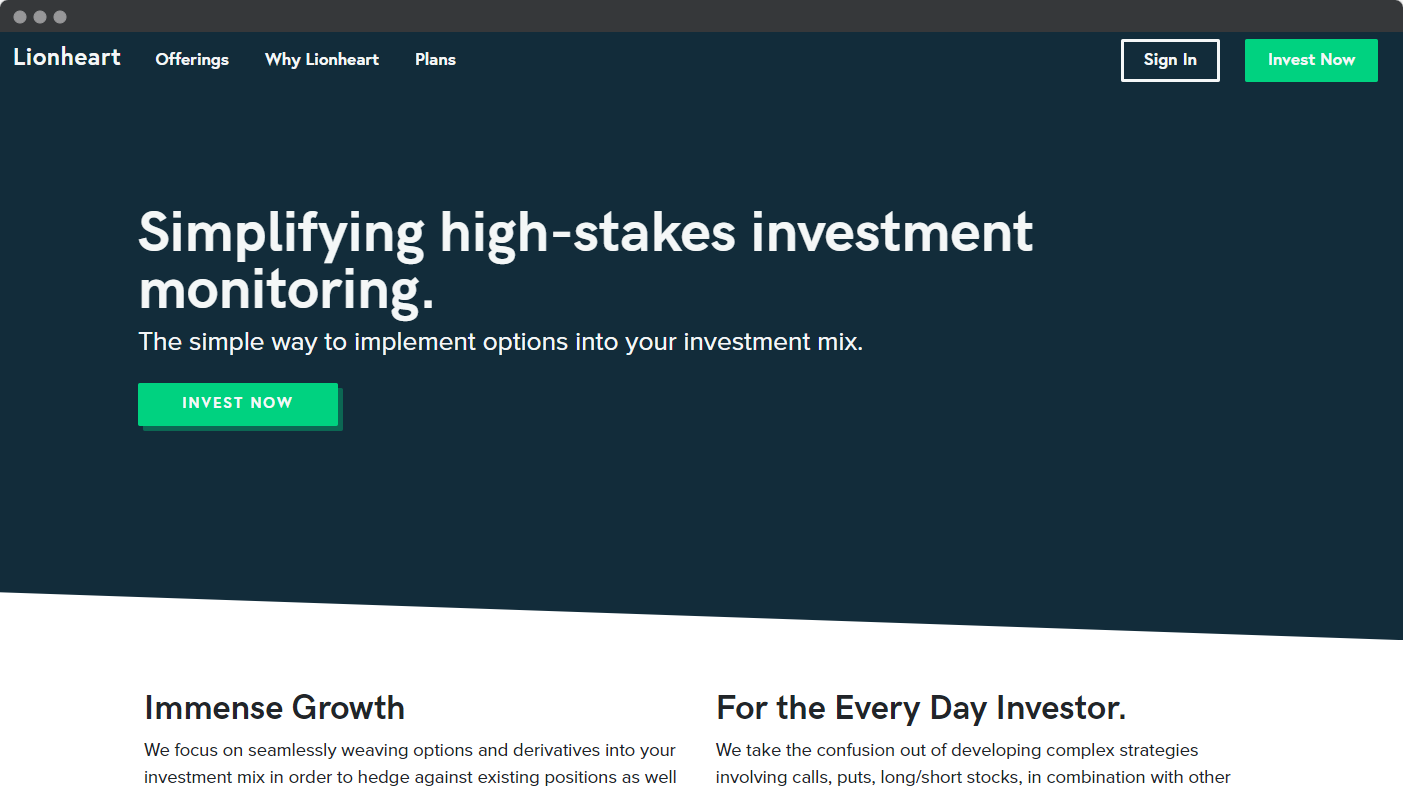 Lionheart Offerings Why Lionheart Plans Sign In Invest Now
Simplifying high-stakes investment
monitoring.
The simple way to implement options into your investment mix.
INVEST NOW
Immense Growth
We focus on seamlessly weaving options and derivatives into your
investment mix in order to hedge against existing positions as well
For the Every Day Investor.
We take the confusion out of developing complex strategies
involving calls, puts, long/short stocks, in combination with other